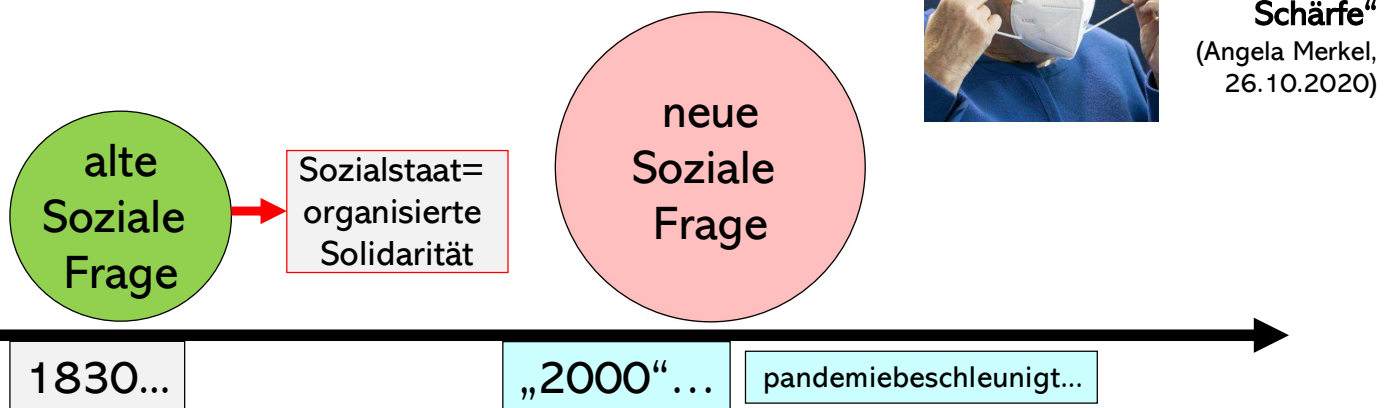 Schärfe“
(Angela Merkel,
26.10.2020)
alte
Soziale
Frage
Sozialstaat=
organisierte
Solidarität
neue
Soziale
Frage
1830...
„2000“...
pandemiebeschleunigt...